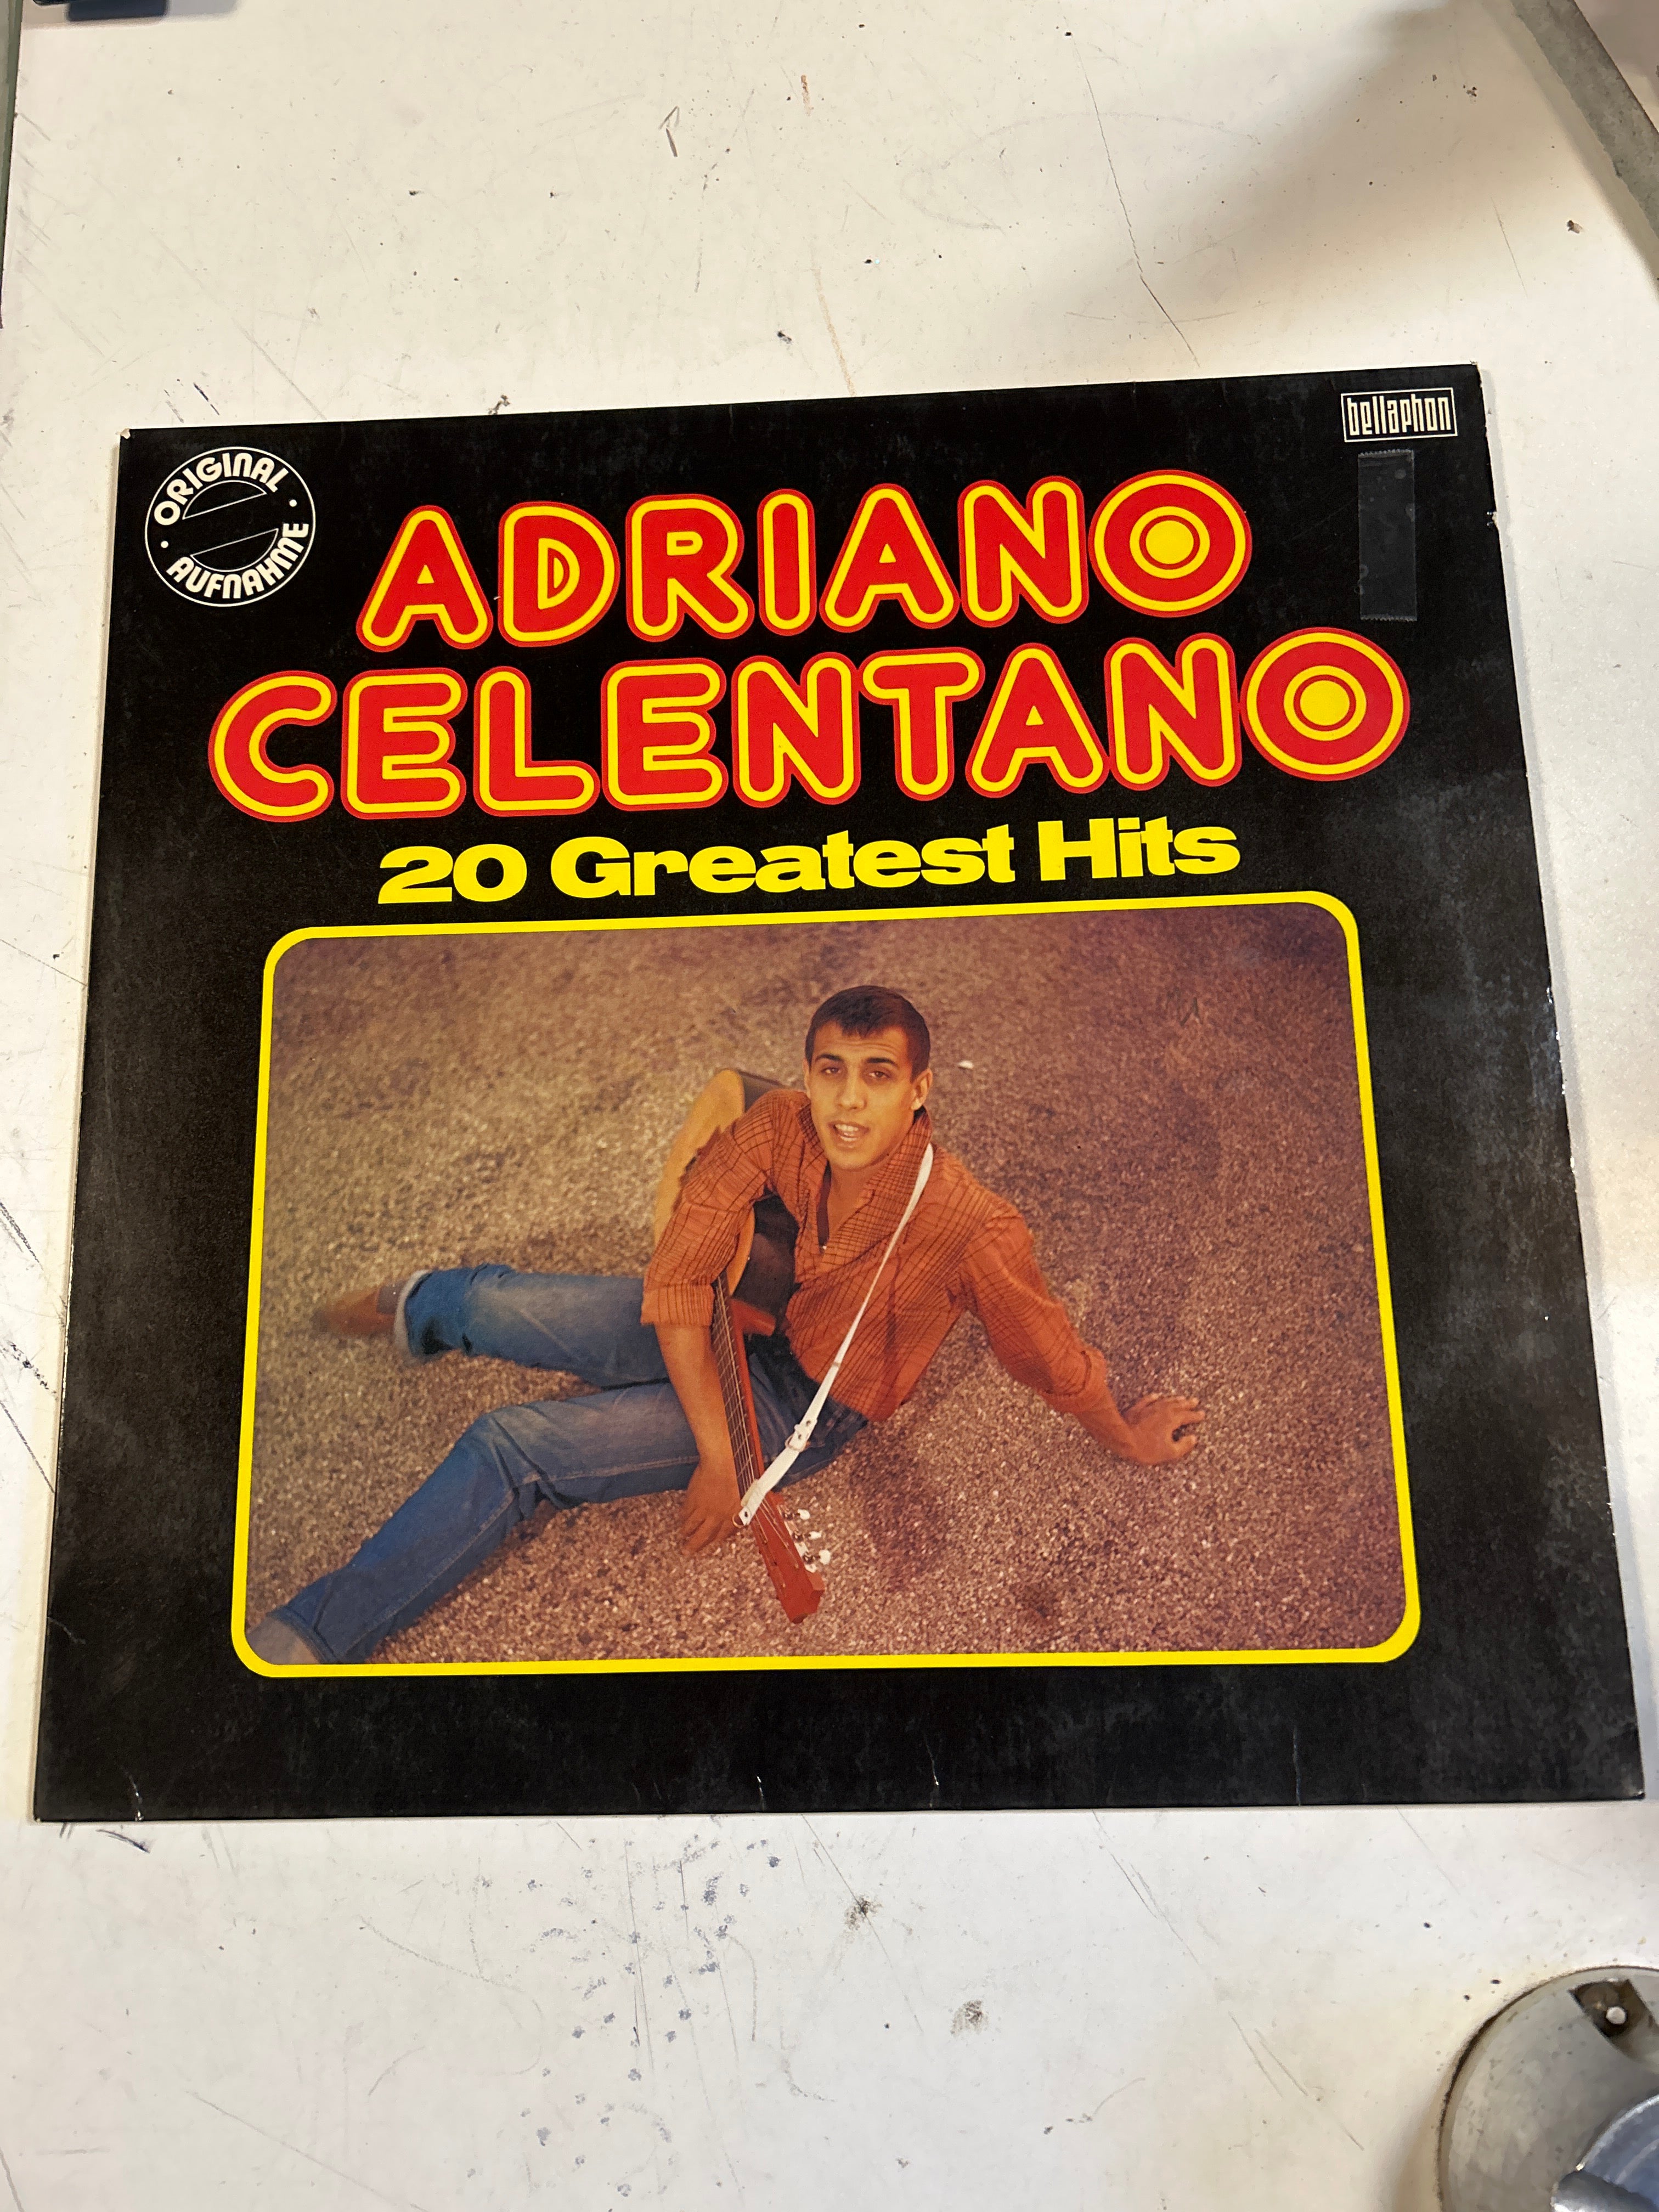 ORIGINAL
AUFNAHME
bellaphon
ADRIANO
CELENTANO
20 Greatest Hits